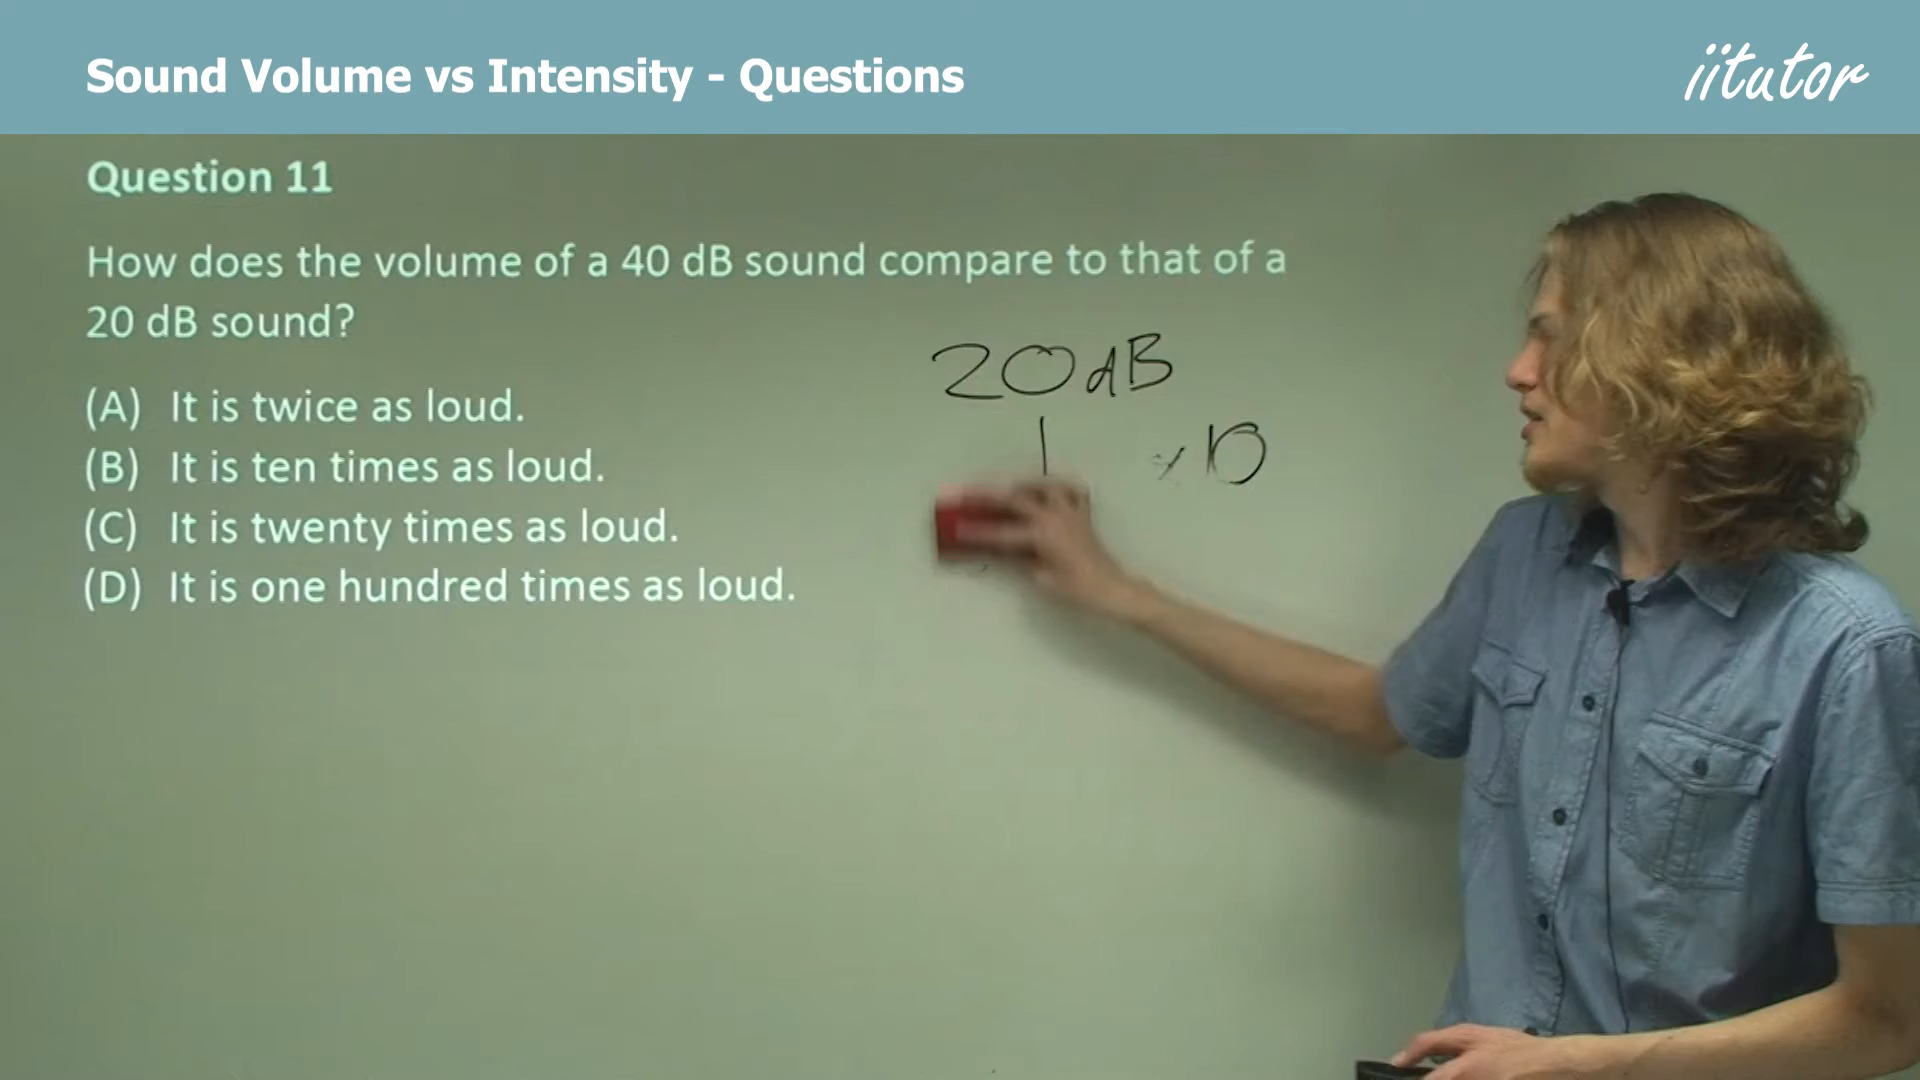 Sound Volume vs Intensity - Questions
iitutor
Question 11
How does the volume of a 40 dB sound compare to that of a
20 dB sound?
20dB
(A) It is twice as loud.
x10
(B) It is ten times as loud.
(C) It is twenty times as loud.
(D) It is one hundred times as loud.